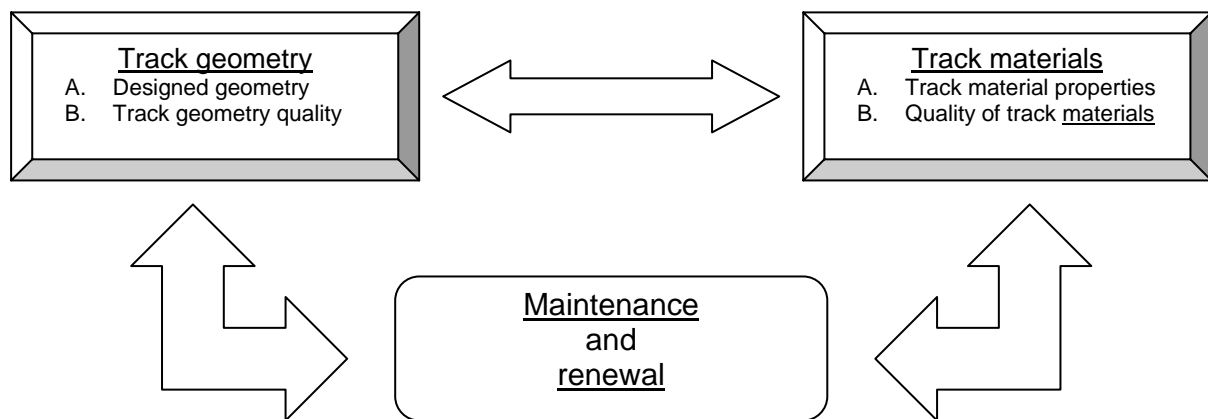 Track geometry
A. Designed geometry
B. Track geometry quality
Track materials
A. Track material properties
B. Quality of track materials
Maintenance
and
renewal